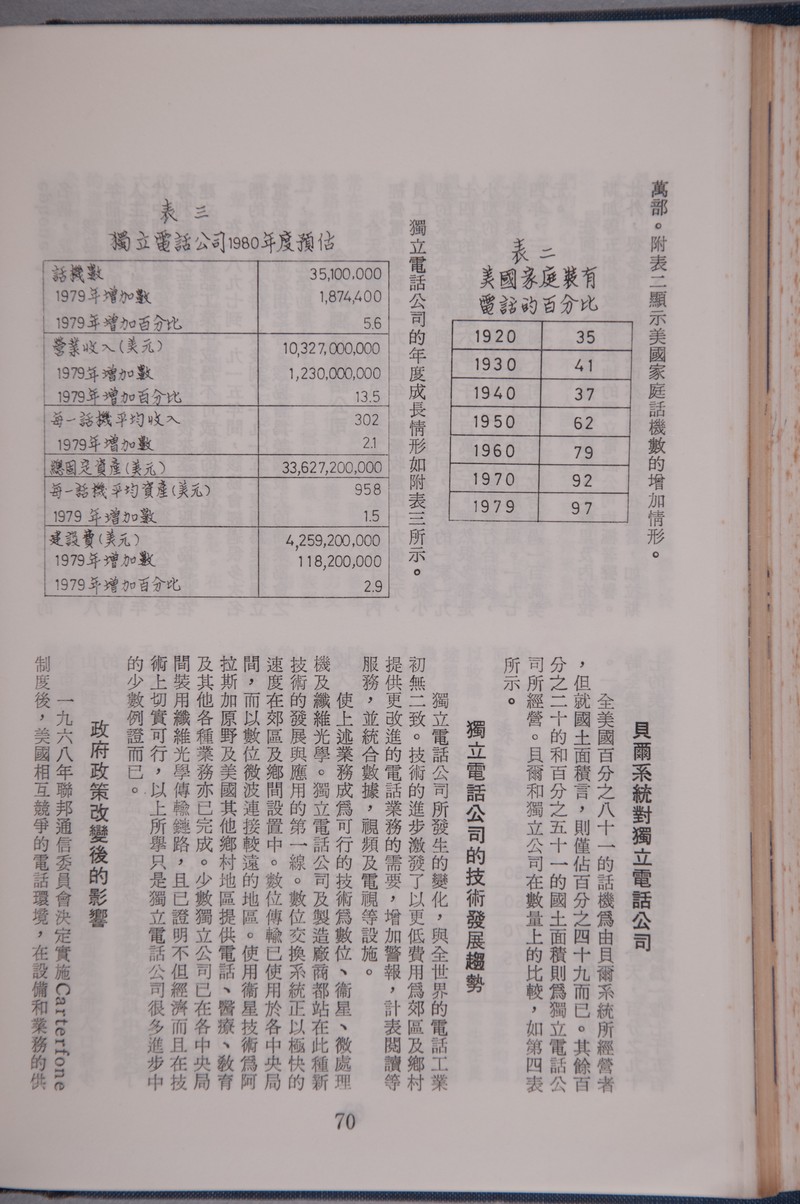 萬部。附表二顯示美國家庭話機數的增加情形。
表二
美國家庭裝有
電話的百分比
1920 35
1930 41
1940 37
1950 62
1960 79
1970 92
1979 97
獨立電話公司的年度成長情形如附表三所示。
表三
獨立電話公司1980年度預估
話機數 35,100,000
1979年增加數 1,874,400
1979年增加百分比 5.6
營業收入(美元) 10,327,000,000
1979年增加數 1,230,000,000
1979年增加百分比 13.5
每一話機平均收入 302
1979年增加數 2.1
總固定資產(美元) 33,627,200,000
每一話機平均資產(美元) 958
1979年增加數 1.5
建設費(美元) 4,259,200,000
1979年增加數 118,200,000
1979年增加百分比 2.9
貝爾系統對獨立電話公司
全美國百分之八十一的話機爲由貝爾系統所經營者
，但就國土面積言，則僅佔百分之四十九而已。其餘百
分之二十的和百分之五十一的國土面積則爲獨立電話公
司所經營。貝爾和獨立公司在數量上的比較，如第四表
所示。
獨立電話公司的技術發展趨勢
獨立電話公司所發生的變化，與全世界的電話工業
初無二致。技術的進步激發了以更低費用爲郊區及鄉村
提供更改進的電話業務的需要，增加警報，計表閱讀等
服務，並統合數據，視頻及電視等設施。
使上述業務成爲可行的技術爲數位、衞星、微處理
機及纖維光學。獨立電話公司及製造廠商都站在此種新
技術的發展與應用的第一線。數位交換系統正以極快的
速度在郊區及鄉間設置中。數位傳輸已使用於各中央局
間，而以數位微波連接較遠的地區。使用衞星技術爲阿
拉斯加原野及美國其他鄉村地區提供電話、醫療、敎育
及其他各種業務亦已完成。少數獨立公司已在各中央局
間裝用纖維光學傳輸鏈路，且已證明不但經濟而且在技
術上切實可行，以上所舉只是獨立電話公司很多進步中
的少數例證而已。
政府政策改變後的影響
一九六八年聯邦通信委員會決定實施Carterfone
制度後，美國相互競爭的電話環境，在設備和業務的供
70